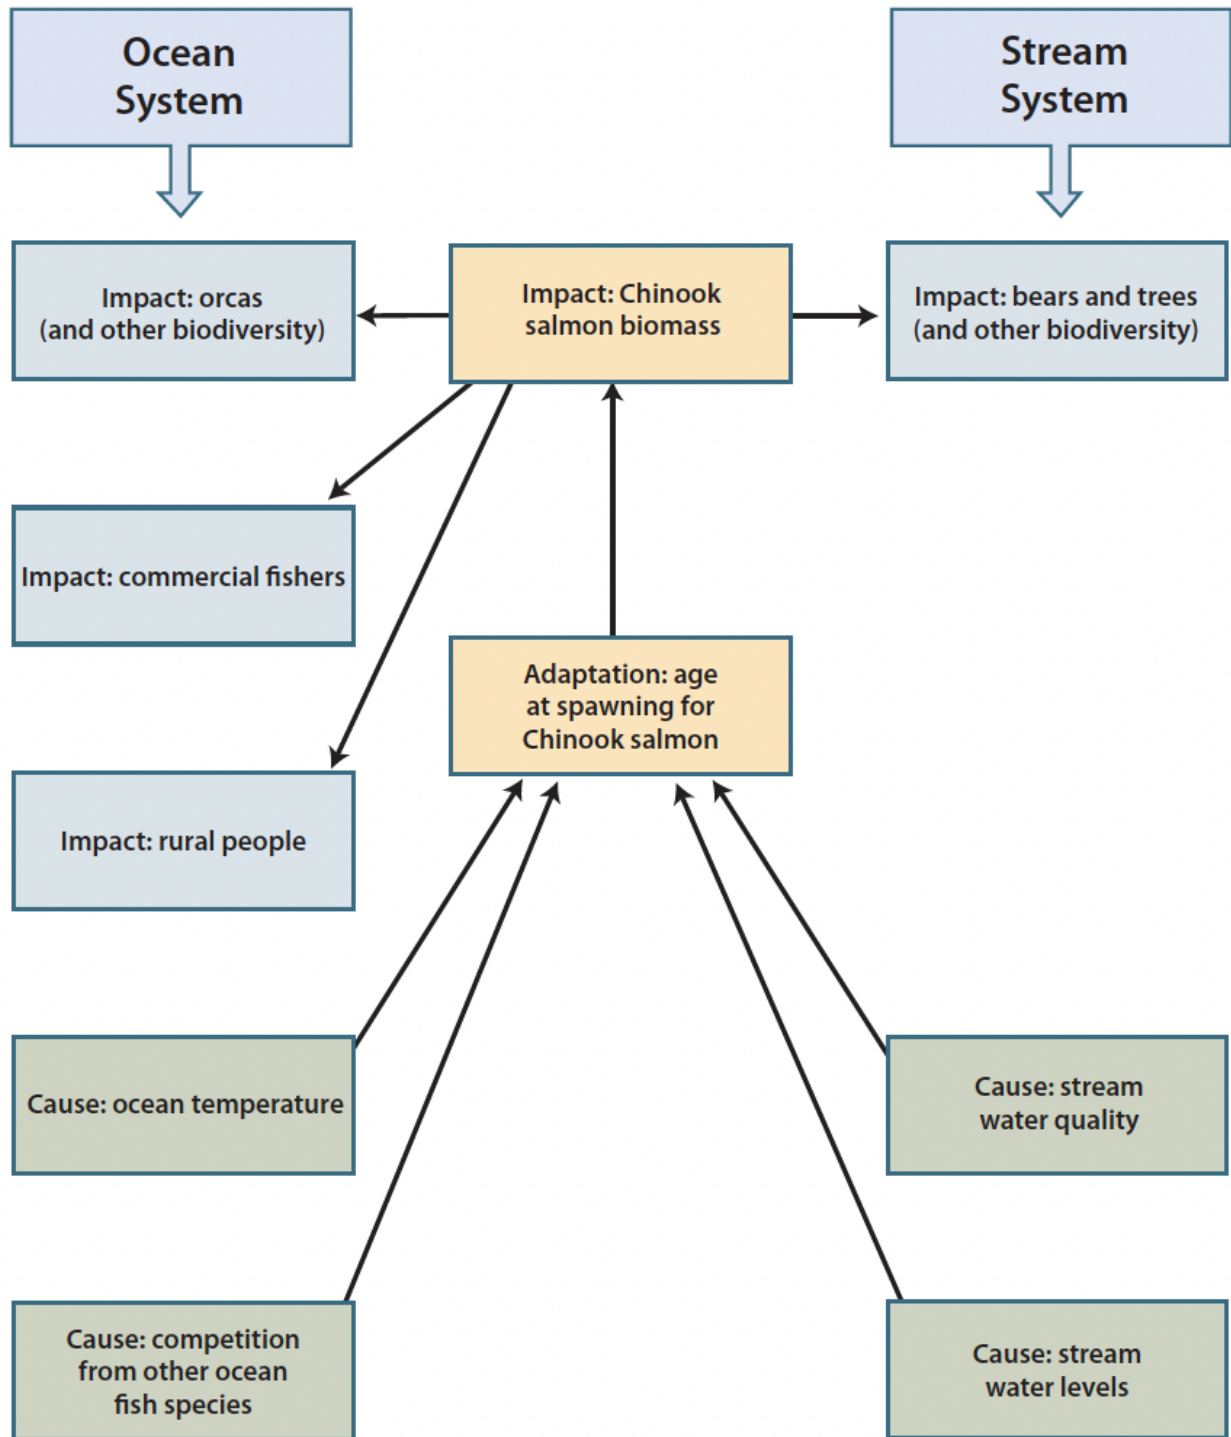 Ocean
System
Stream
System
Impact: orcas
(and other biodiversity)
Impact: Chinook
salmon biomass
Impact: bears and trees
(and other biodiversity)
Impact: commercial fishers
Adaptation: age
at spawning for
Chinook salmon
Impact: rural people
Cause: ocean temperature
Cause: stream
water quality
Cause: competition
from other ocean
fish species
Cause: stream
water levels